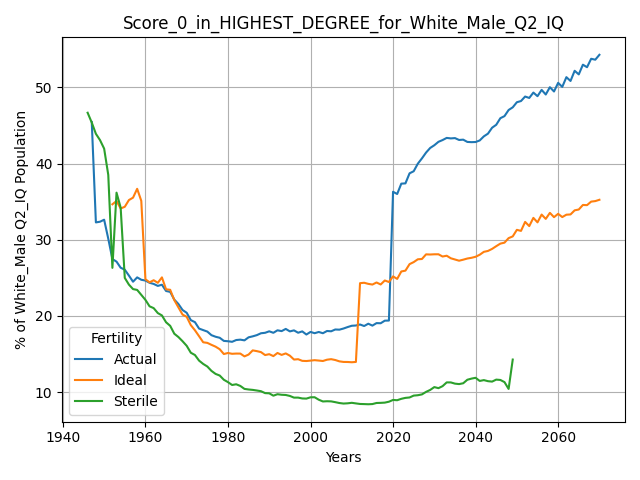 Score_0_in_HIGHEST_DEGREE_for_White_Male_Q2_IQ
% of White_Male Q2_IQ Population
50
40
30
20
10
Fertility
Actual
Ideal
Sterile
1940 1960 1980 2000 2020 2040 2060
Years